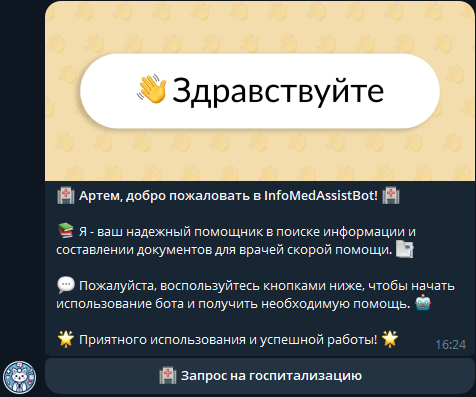 👋 Здравствуйте
🏥 Артем, добро пожаловать в InfoMedAssistBot! 🏥
📚 Я - ваш надежный помощник в поиске информации и
составлении документов для врачей скорой помощи. 📑
💬 Пожалуйста, воспользуйтесь кнопками ниже, чтобы начать
использование бота и получить необходимую помощь. 🤖
🌟 Приятного использования и успешной работы! 🌟
16:24
🏥 Запрос на госпитализацию